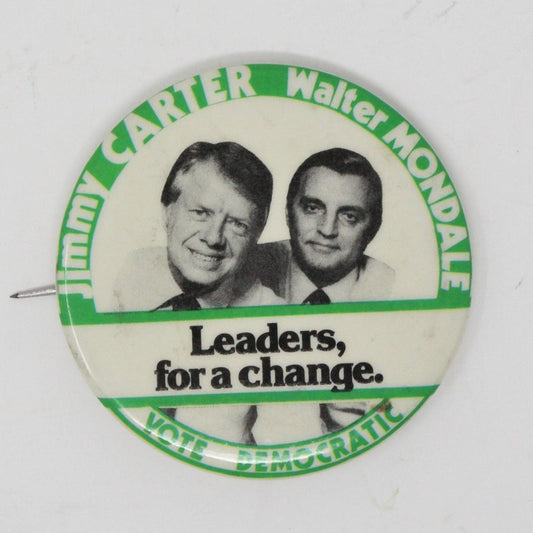 Jimmy CARTER Walter MONDALE
Leaders,
for a change.
VOTE DEMOCRATIC